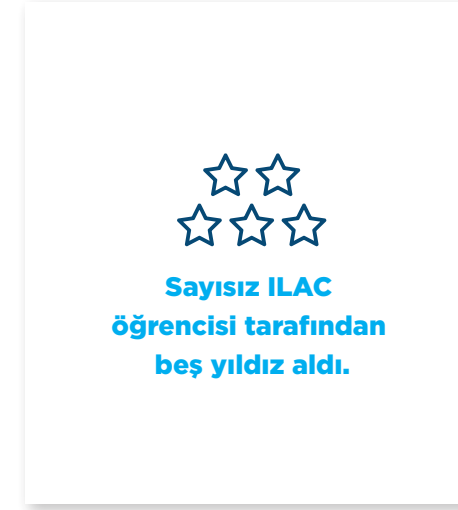 Sayısız ILAC
öğrencisi tarafından
beş yıldız aldı.